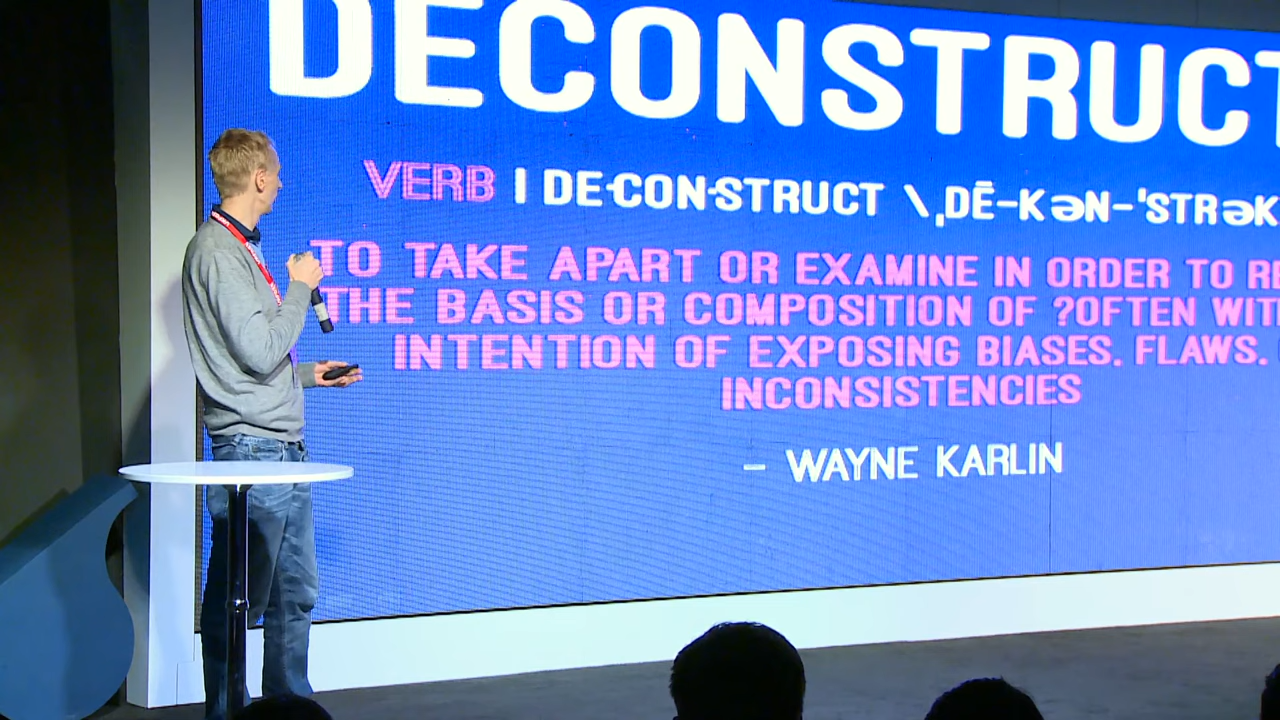 DECONSTRUCT
VERB | DE-CON-STRUCT \ˌDĒ-KƏN-ˈSTRƏK
TO TAKE APART OR EXAMINE IN ORDER TO
THE BASIS OR COMPOSITION OF ?OFTEN
INTENTION OF EXPOSING BIASES. FLAWS.
INCONSISTENCIES
– WAYNE KARLIN